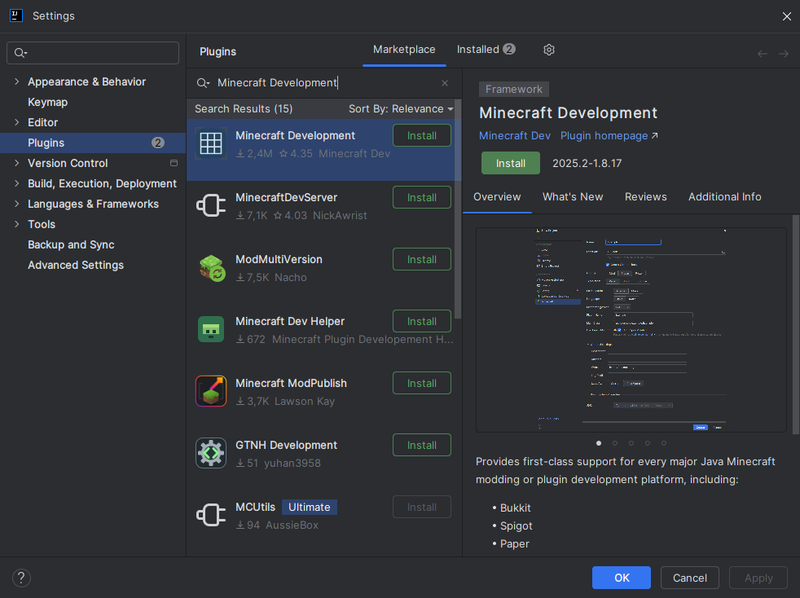 Settings
Appearance & Behavior
Keymap
Editor
Plugins 2
Version Control
Build, Execution, Deployment
Languages & Frameworks
Tools
Backup and Sync
Advanced Settings
Plugins
Marketplace
Installed 2
Minecraft Development
Search Results (15) Sort By: Relevance
Minecraft Development
Install
2,4M 4.35 Minecraft Dev
MinecraftDevServer
Install
7,1K 4.03 NickAwrist
ModMultiVersion
Install
7,5K Nacho
Minecraft Dev Helper
Install
672 Minecraft Plugin Developement H...
Minecraft ModPublish
Install
3,7K Lawson Kay
GTNH Development
Install
51 yuhan3958
MCUtils Ultimate
Install
94 AussieBox
Framework
Minecraft Development
Minecraft Dev Plugin homepage
Install 2025.2-1.8.17
Overview What's New Reviews Additional Info
Provides first-class support for every major Java Minecraft
modding or plugin development platform, including:
• Bukkit
• Spigot
• Paper
?
OK Cancel Apply